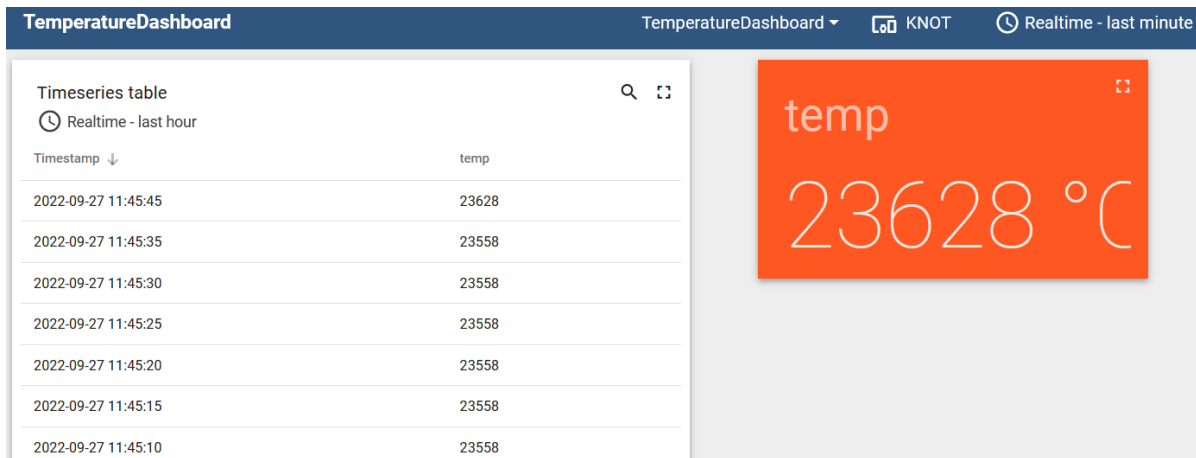 TemperatureDashboard TemperatureDashboard KNOT Realtime - last minute
Timeseries table
Realtime - last hour
Timestamp temp
2022-09-27 11:45:45 23628
2022-09-27 11:45:35 23558
2022-09-27 11:45:30 23558
2022-09-27 11:45:25 23558
2022-09-27 11:45:20 23558
2022-09-27 11:45:15 23558
2022-09-27 11:45:10 23558
temp
23628 °C